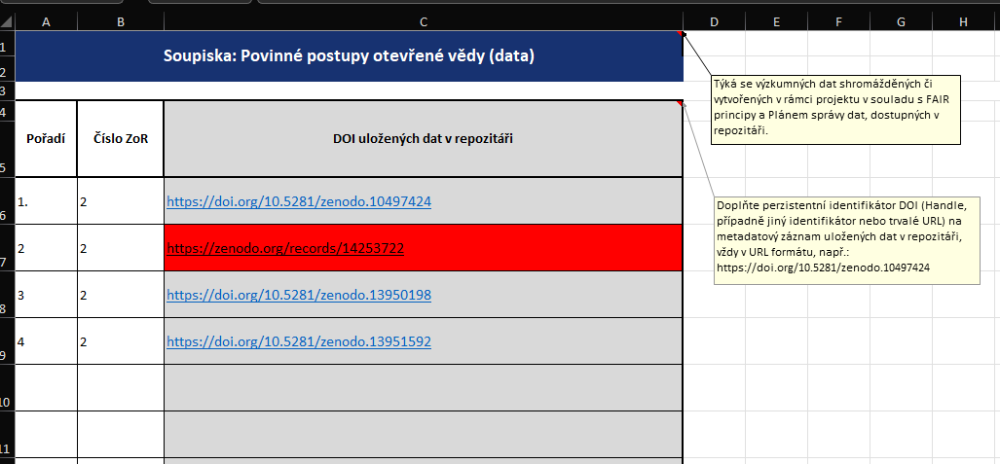 A B C D E F G H
1
Soupiska: Povinné postupy otevřené vědy (data)
2
3
4
Týká se výzkumných dat shromážděných či
vytvořených v rámci projektu v souladu s FAIR
principy a Plánem správy dat, dostupných v
repozitáři.
Pořadí Číslo ZoR DOI uložených dat v repozitáři
5
1. 2 https://doi.org/10.5281/zenodo.10497424
6
Doplňte perzistentní identifikátor DOI (Handle,
případně jiný identifikátor nebo trvalé URL) na
metadatový záznam uložených dat v repozitáři,
vždy v URL formátu, např.:
https://doi.org/10.5281/zenodo.10497424
2 2 https://zenodo.org/records/14253722
7
3 2 https://doi.org/10.5281/zenodo.13950198
8
4 2 https://doi.org/10.5281/zenodo.13951592
9
10
11